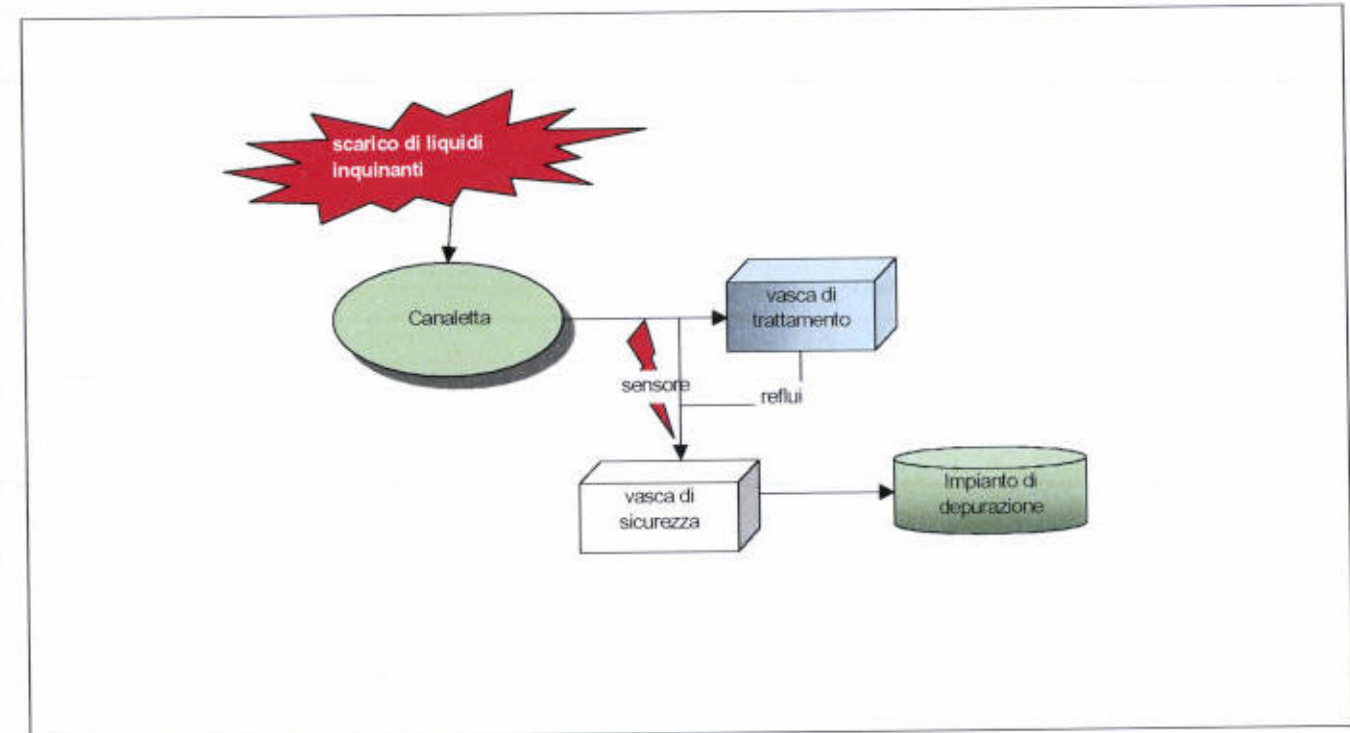 scarico di liquidi
inquinanti
Canaletta
vasca di
trattamento
sensore
reflui
vasca di
sicurezza
Impianto di
depurazione